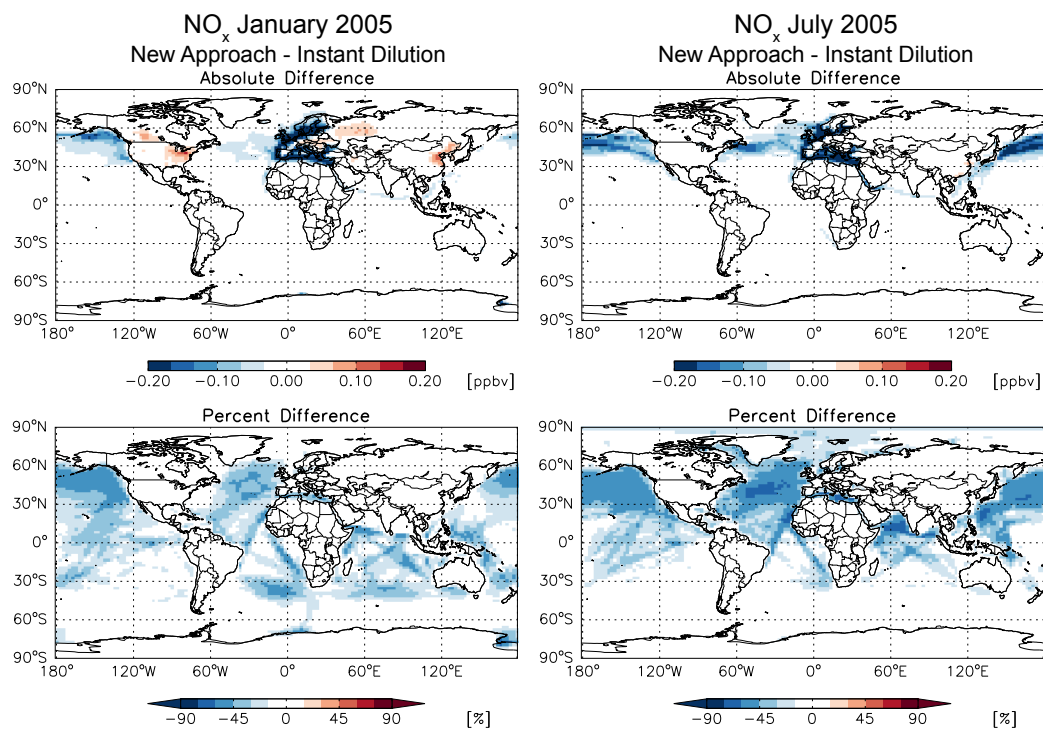 NOx January 2005
New Approach - Instant Dilution
Absolute Difference
90°N
60°N
30°N
0°
30°S
60°S
90°S
180° 120°W 60°W 0° 60°E 120°E
−0.20 −0.10 0.00 0.10 0.20 [ppbv]
NOx July 2005
New Approach - Instant Dilution
Absolute Difference
90°N
60°N
30°N
0°
30°S
60°S
90°S
180° 120°W 60°W 0° 60°E 120°E
−0.20 −0.10 0.00 0.10 0.20 [ppbv]
Percent Difference
90°N
60°N
30°N
0°
30°S
60°S
90°S
180° 120°W 60°W 0° 60°E 120°E
−90 −45 0 45 90 [%]
Percent Difference
90°N
60°N
30°N
0°
30°S
60°S
90°S
180° 120°W 60°W 0° 60°E 120°E
−90 −45 0 45 90 [%]